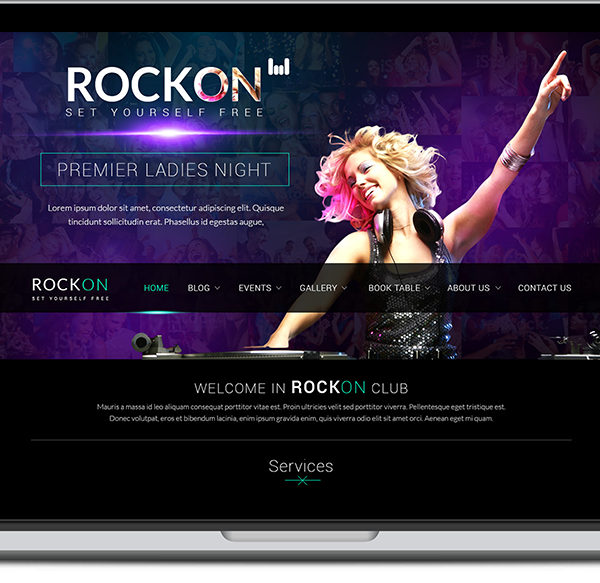 ROCKON
SET YOURSELF FREE
PREMIER LADIES NIGHT
Lorem ipsum dolor sit amet, consectetur adipiscing elit. Quisque
tincidunt sollicitudin erat. Phasellus id egestas augue,
ROCKON
SET YOURSELF FREE
HOME BLOG EVENTS GALLERY BOOK TABLE ABOUT US CONTACT US
WELCOME IN ROCKON CLUB
Mauris a massa id leo aliquam consequat porttitor vitae est. Proin ultricies velit sed porttitor viverra. Pellentesque eget tristique est.
Donec volutpat, eros et bibendum lacinia, enim ipsum gravida enim, quis viverra odio elit sit amet orci. Aenean eget mi quam.
Services